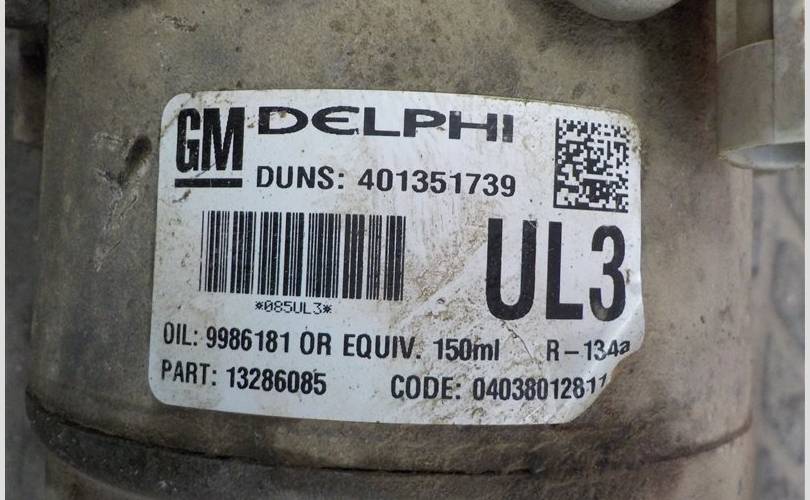 GM DELPHI
DUNS: 401351739
UL3
*085UL3*
OIL: 9986181 OR EQUIV. 150ml R-134a
PART: 13286085 CODE: 04038012811